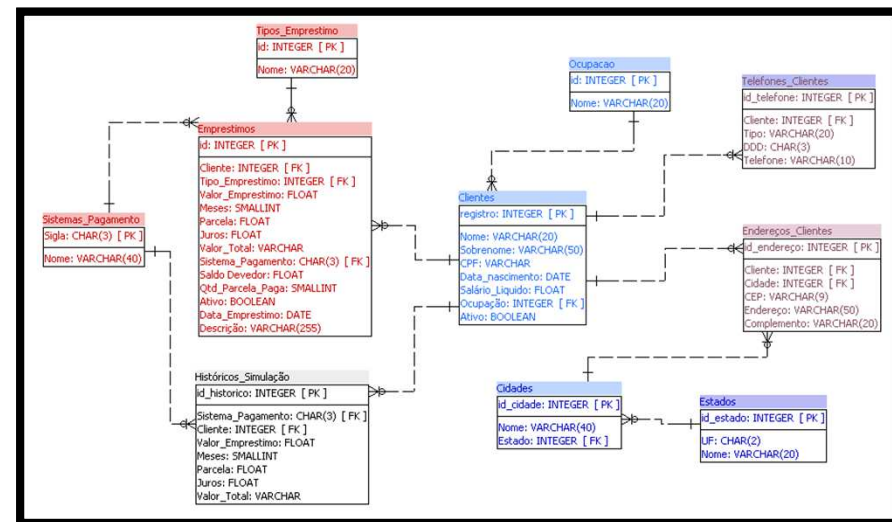 Tipos_Emprestimo
id: INTEGER [ PK ]
Nome: VARCHAR(20)
Emprestimos
id: INTEGER [ PK ]
Cliente: INTEGER [ FK ]
Tipo_Emprestimo: INTEGER [ FK ]
Valor_Emprestimo: FLOAT
Meses: SMALLINT
Parcela: FLOAT
Juros: FLOAT
Valor_Total: VARCHAR
Sistema_Pagamento: CHAR(3) [ FK ]
Saldo Devedor: FLOAT
Qtd_Parcela_Paga: SMALLINT
Ativo: BOOLEAN
Data_Emprestimo: DATE
Descrição: VARCHAR(255)
Sistemas_Pagamento
Sigla: CHAR(3) [ PK ]
Nome: VARCHAR(40)
Históricos_Simulação
id_historico: INTEGER [ PK ]
Sistema_Pagamento: CHAR(3) [ FK ]
Cliente: INTEGER [ FK ]
Valor_Emprestimo: FLOAT
Meses: SMALLINT
Parcela: FLOAT
Juros: FLOAT
Valor_Total: VARCHAR
Ocupacao
id: INTEGER [ PK ]
Nome: VARCHAR(20)
Clientes
registro: INTEGER [ PK ]
Nome: VARCHAR(20)
Sobrenome: VARCHAR(50)
CPF: VARCHAR
Data_nascimento: DATE
Salário_Liquido: FLOAT
Ocupação: INTEGER [ FK ]
Ativo: BOOLEAN
Telefones_Clientes
id_telefone: INTEGER [ PK ]
Cliente: INTEGER [ FK ]
Tipo: VARCHAR(20)
DDD: CHAR(3)
Telefone: VARCHAR(10)
Endereços_Clientes
id_endereço: INTEGER [ PK ]
Cliente: INTEGER [ FK ]
Cidade: INTEGER [ FK ]
CEP: VARCHAR(9)
Endereço: VARCHAR(50)
Complemento: VARCHAR(20)
Cidades
id_cidade: INTEGER [ PK ]
Nome: VARCHAR(40)
Estado: INTEGER [ FK ]
Estados
id_estado: INTEGER [ PK ]
UF: CHAR(2)
Nome: VARCHAR(20)